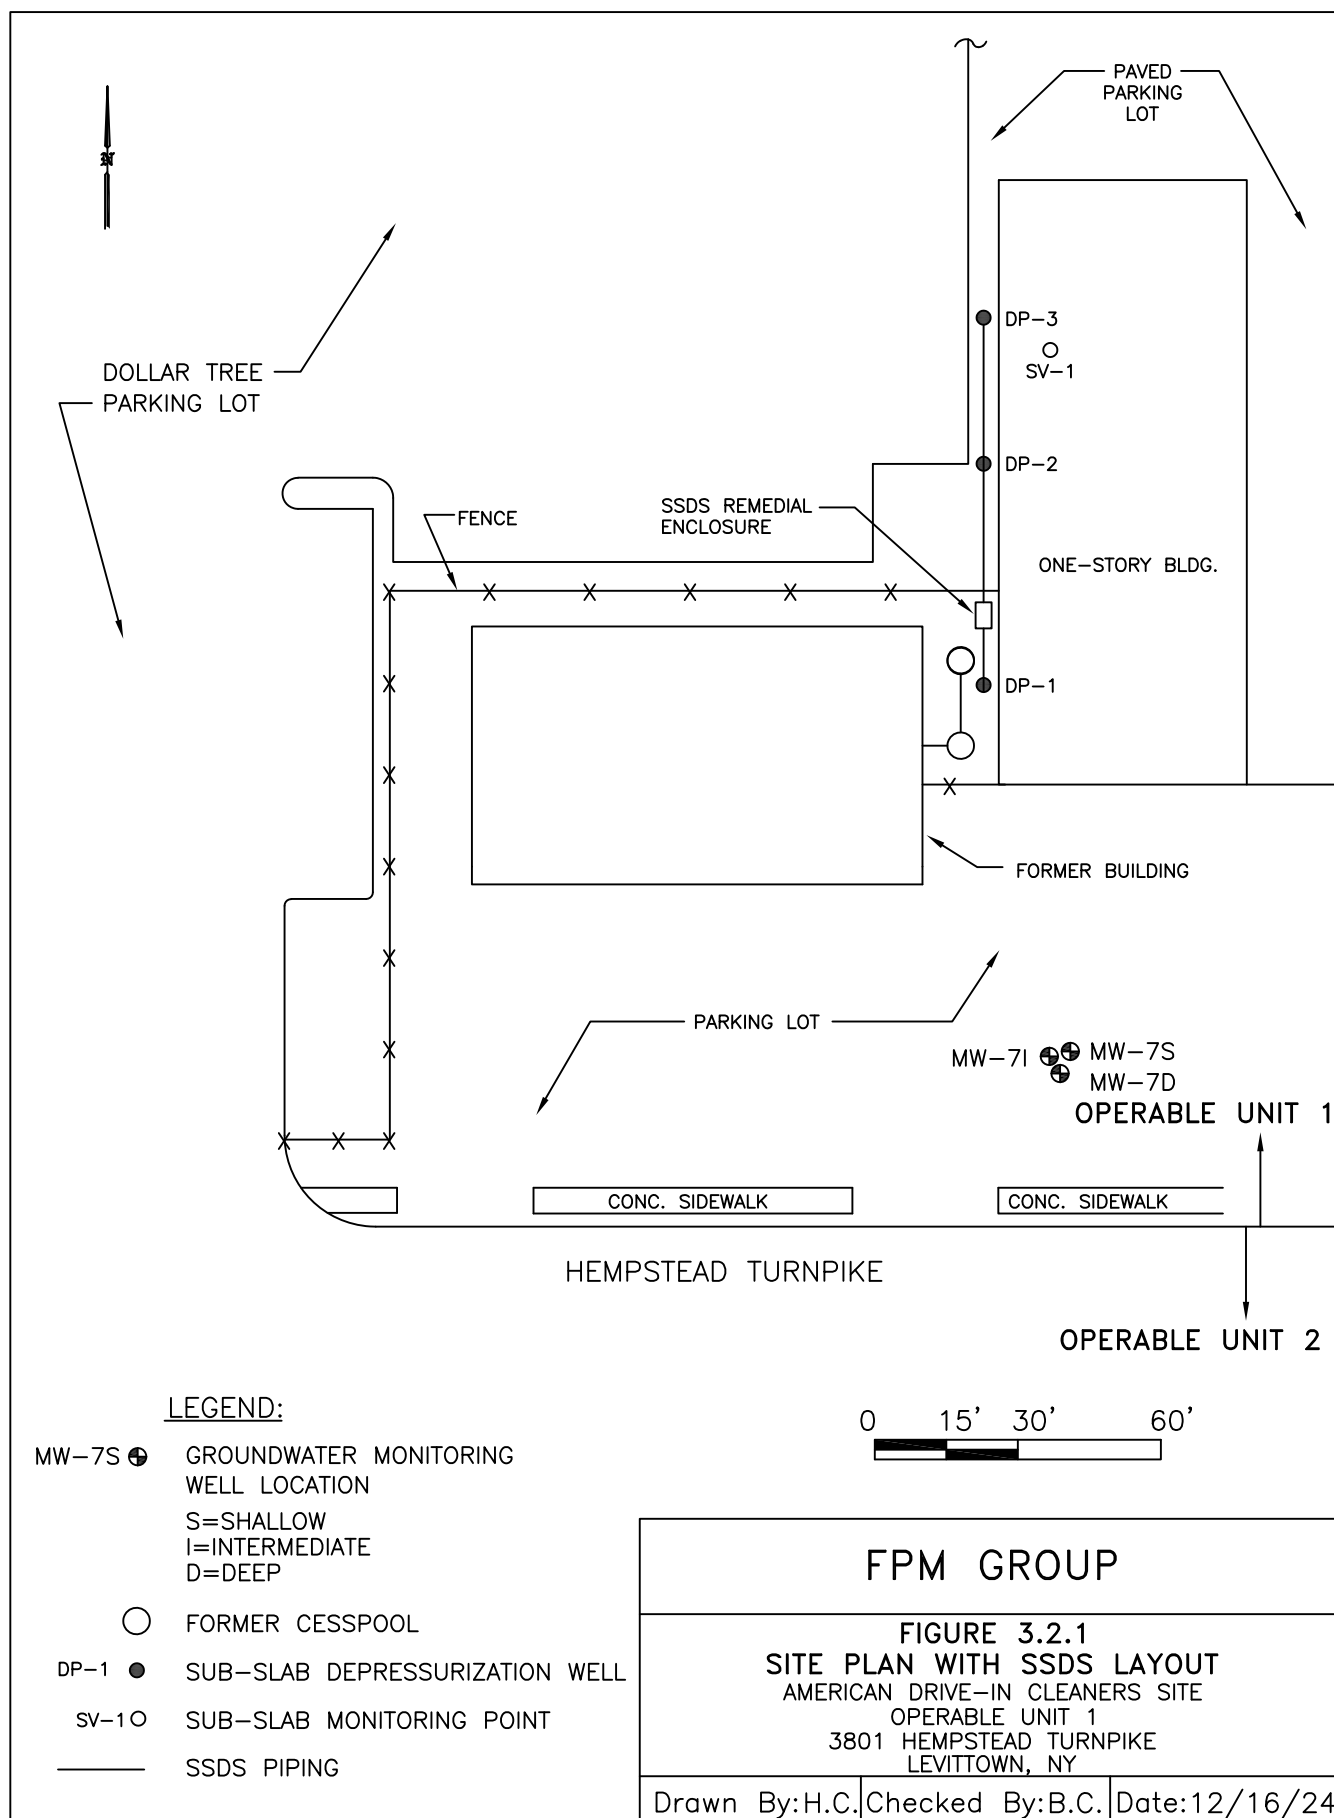 PAVED
PARKING
LOT
N
DP-3
SV-1
DOLLAR TREE
PARKING LOT
DP-2
SSDS REMEDIAL
ENCLOSURE
FENCE
ONE-STORY BLDG.
DP-1
FORMER BUILDING
PARKING LOT
MW-7I
MW-7S
MW-7D
OPERABLE UNIT 1
CONC. SIDEWALK
CONC. SIDEWALK
HEMPSTEAD TURNPIKE
OPERABLE UNIT 2
LEGEND:
MW-7S GROUNDWATER MONITORING
WELL LOCATION
S=SHALLOW
I=INTERMEDIATE
D=DEEP
FORMER CESSPOOL
DP-1 SUB-SLAB DEPRESSURIZATION WELL
SV-1 SUB-SLAB MONITORING POINT
SSDS PIPING
0 15' 30' 60'
FPM GROUP
FIGURE 3.2.1
SITE PLAN WITH SSDS LAYOUT
AMERICAN DRIVE-IN CLEANERS SITE
OPERABLE UNIT 1
3801 HEMPSTEAD TURNPIKE
LEVITTOWN, NY
Drawn By:H.C. Checked By:B.C. Date:12/16/24